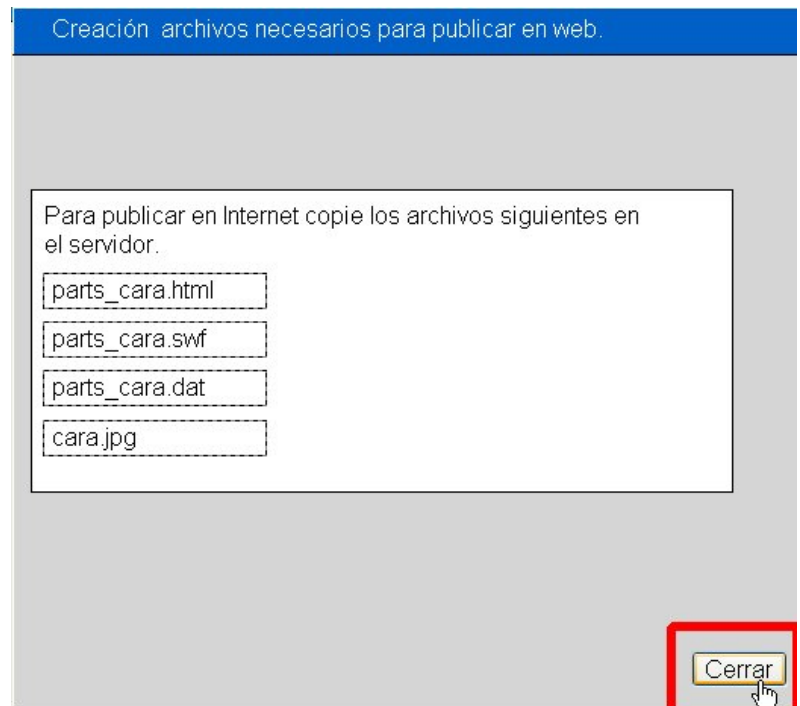 Creación archivos necesarios para publicar en web.
Para publicar en Internet copie los archivos siguientes en
el servidor.
parts_cara.html
parts_cara.swf
parts_cara.dat
cara.jpg
Cerrar